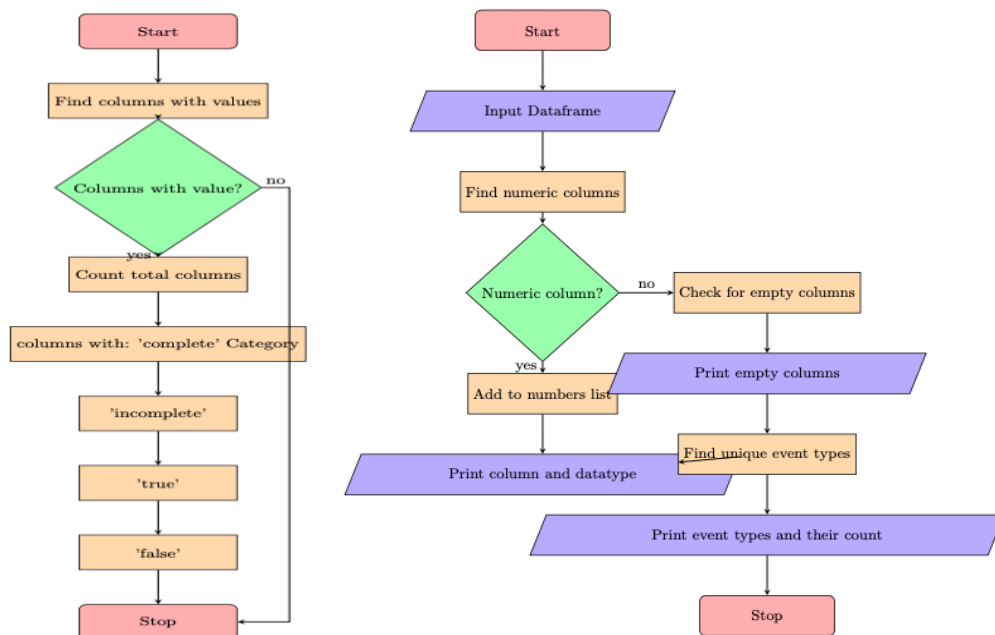 Start
Find columns with values
Columns with value?
no
yes
Count total columns
columns with: 'complete' Category
'incomplete'
'true'
'false'
Stop
Start
Input Dataframe
Find numeric columns
Numeric column?
no
Check for empty columns
yes
Print empty columns
Add to numbers list
Find unique event types
Print column and datatype
Print event types and their count
Stop